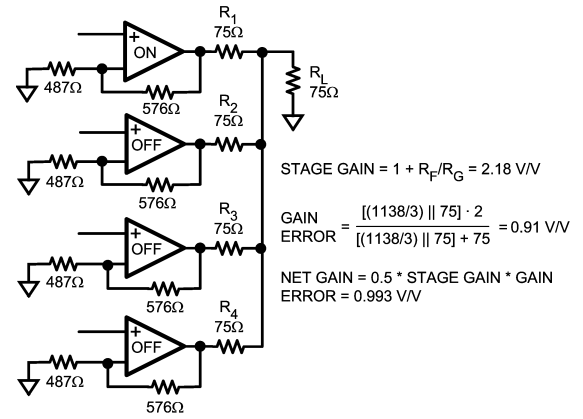 R1
75Ω
+
ON
487Ω
576Ω
RL
75Ω
R2
75Ω
+
OFF
487Ω
576Ω
STAGE GAIN = 1 + RF/RG = 2.18 V/V
R3
75Ω
+
OFF
487Ω
576Ω
GAIN ERROR = [(1138/3) || 75] · 2 / [(1138/3) || 75] + 75 = 0.91 V/V
NET GAIN = 0.5 * STAGE GAIN * GAIN
ERROR = 0.993 V/V
R4
75Ω
+
OFF
487Ω
576Ω